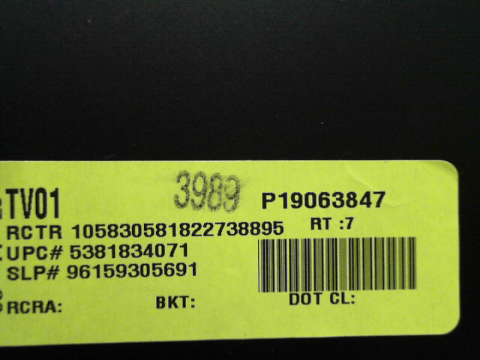 TV01 3989 P19063847
RCTR 105830581822738895 RT :7
UPC# 5381834071
SLP# 96159305691
RCRA: BKT: DOT CL: